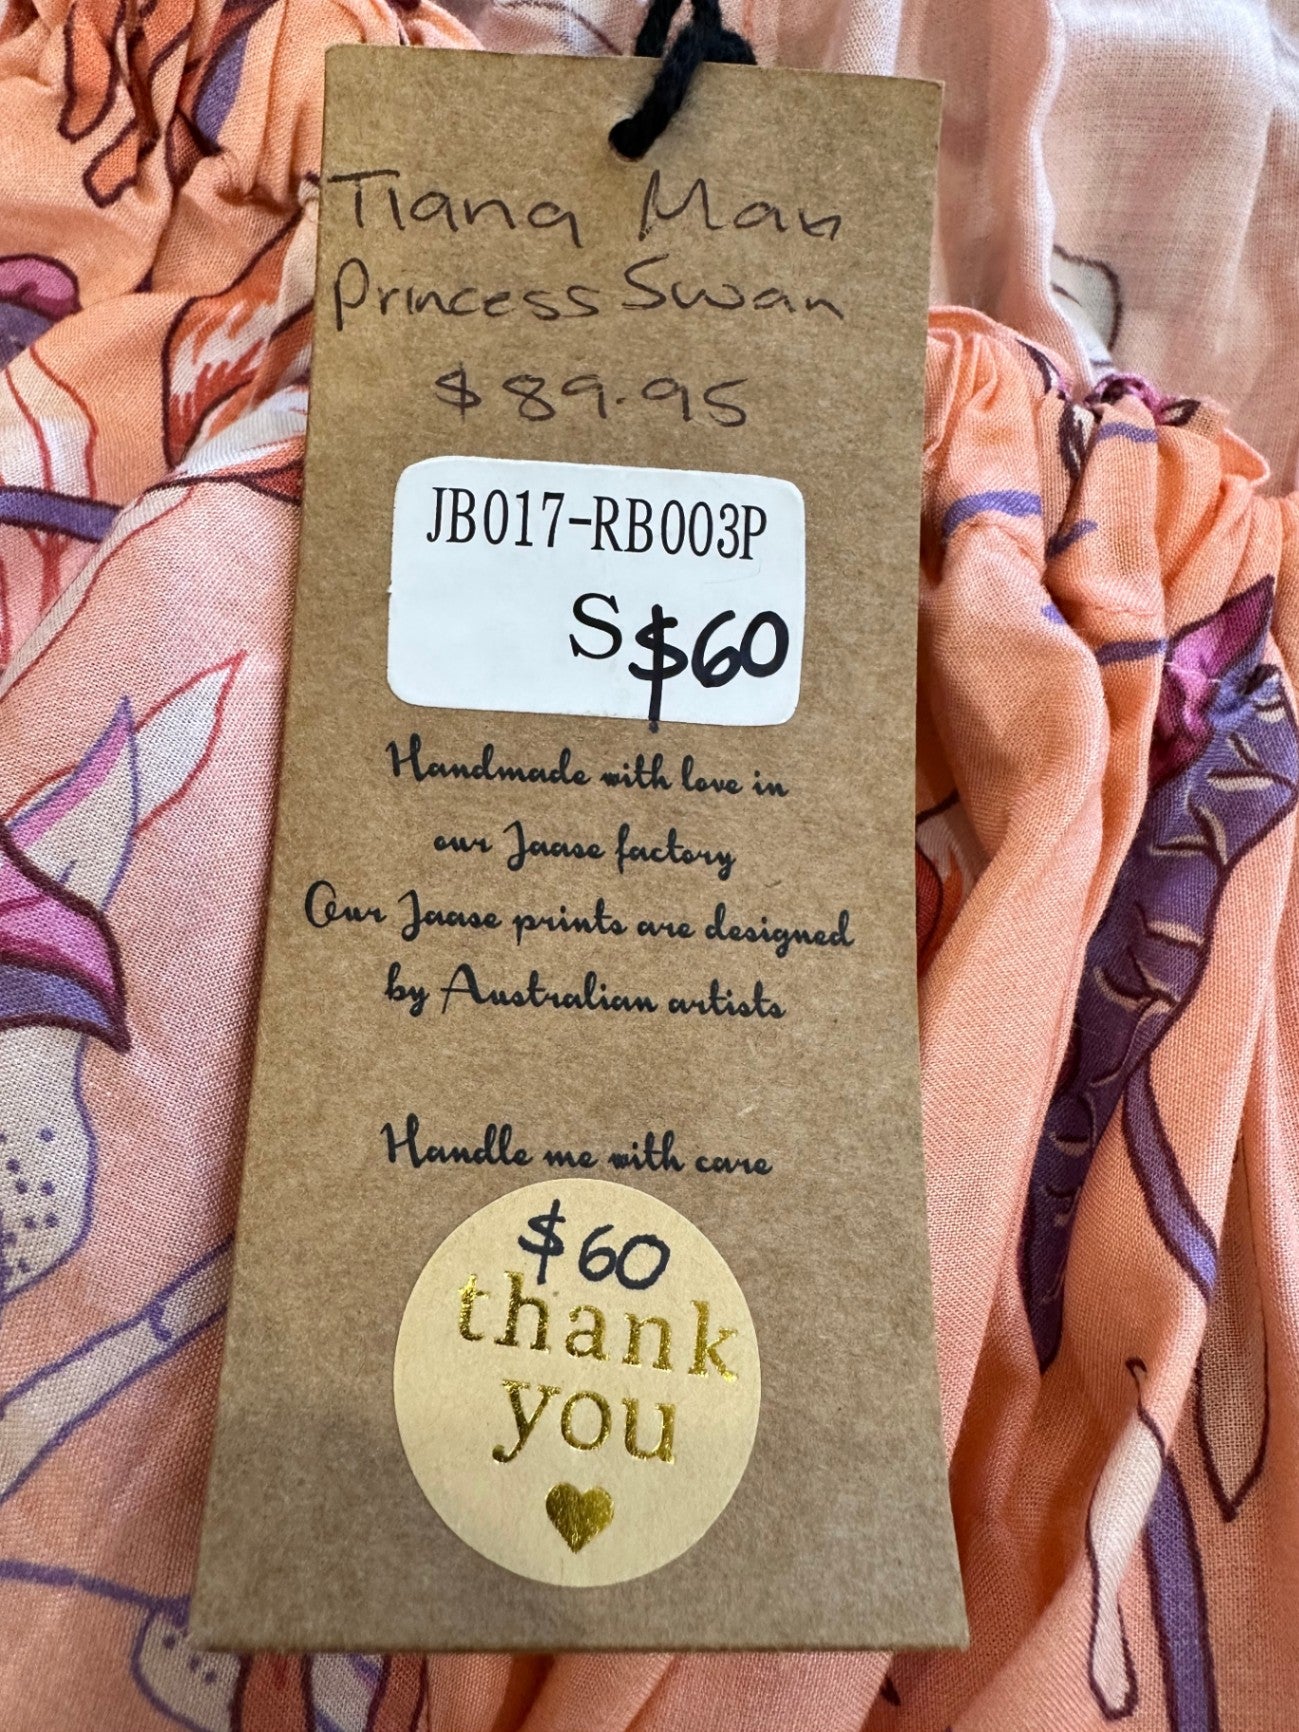 Tiana Max
Princess Swan
$89.95
JB017-RB003P
S $60
Handmade with love in
our Jaase factory
Our Jaase prints are designed
by Australian artists
Handle me with care
$60
thank
you